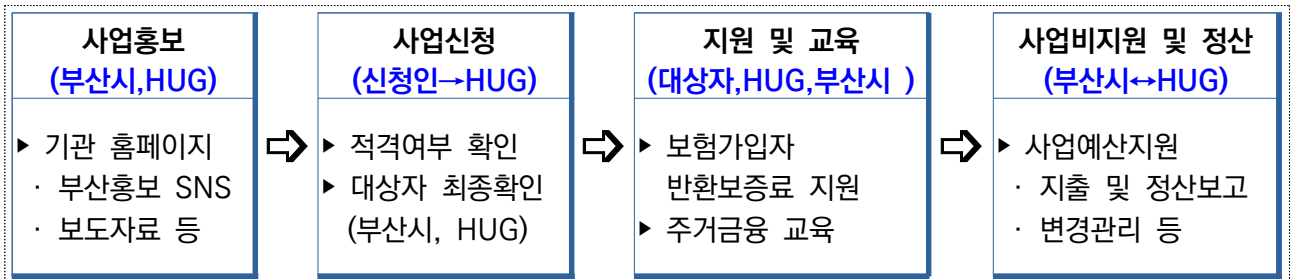 사업홍보
(부산시,HUG)
▶ 기관 홈페이지
· 부산홍보 SNS
· 보도자료 등
⇨
사업신청
(신청인→HUG)
▶ 적격여부 확인
▶ 대상자 최종확인
(부산시, HUG)
⇨
지원 및 교육
(대상자,HUG,부산시 )
▶ 보험가입자
반환보증료 지원
▶ 주거금융 교육
⇨
사업비지원 및 정산
(부산시↔HUG)
▶ 사업예산지원
· 지출 및 정산보고
· 변경관리 등